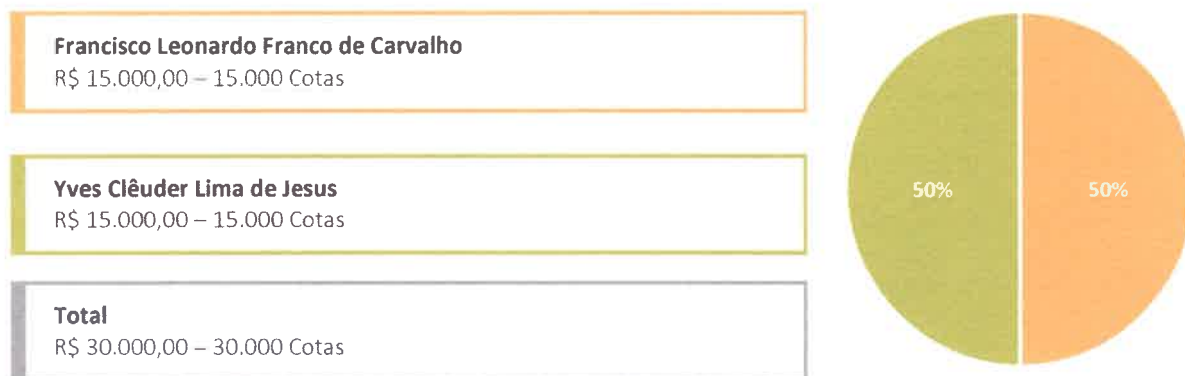 Francisco Leonardo Franco de Carvalho
R$ 15.000,00 – 15.000 Cotas
Yves Clêuder Lima de Jesus
R$ 15.000,00 – 15.000 Cotas
Total
R$ 30.000,00 – 30.000 Cotas
50%
50%